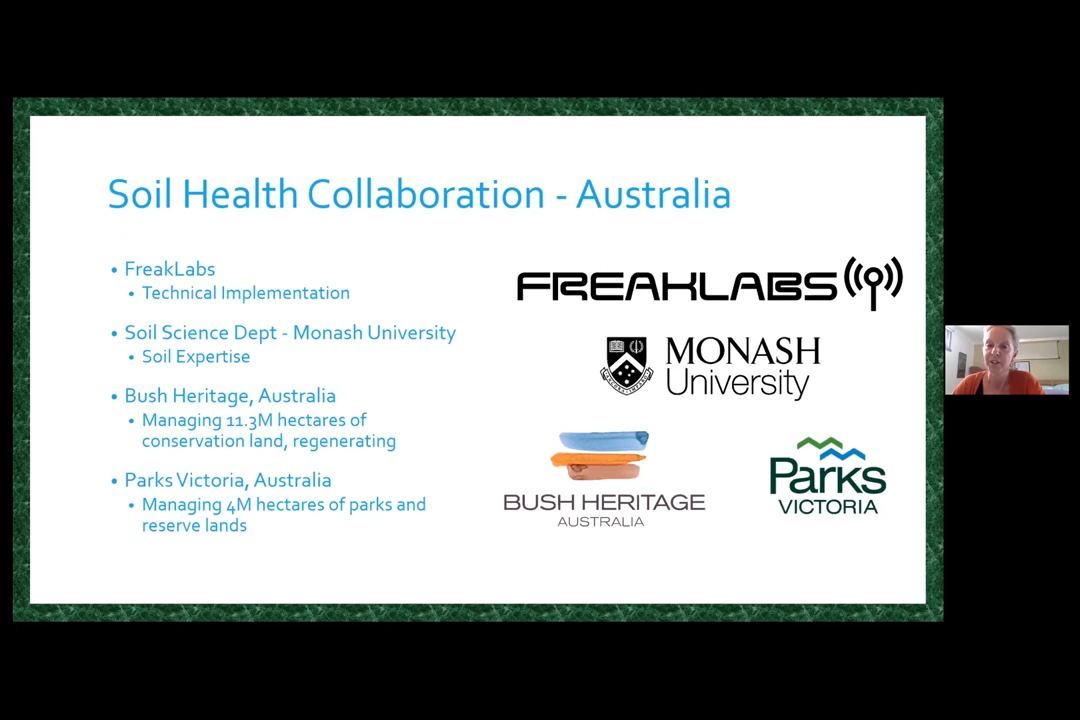 Soil Health Collaboration - Australia
• FreakLabs
• Technical Implementation
• Soil Science Dept - Monash University
• Soil Expertise
• Bush Heritage, Australia
• Managing 11.3M hectares of
conservation land, regenerating
• Parks Victoria, Australia
• Managing 4M hectares of parks and
reserve lands
FREAKLABS
MONASH
University
BUSH HERITAGE
AUSTRALIA
Parks
VICTORIA